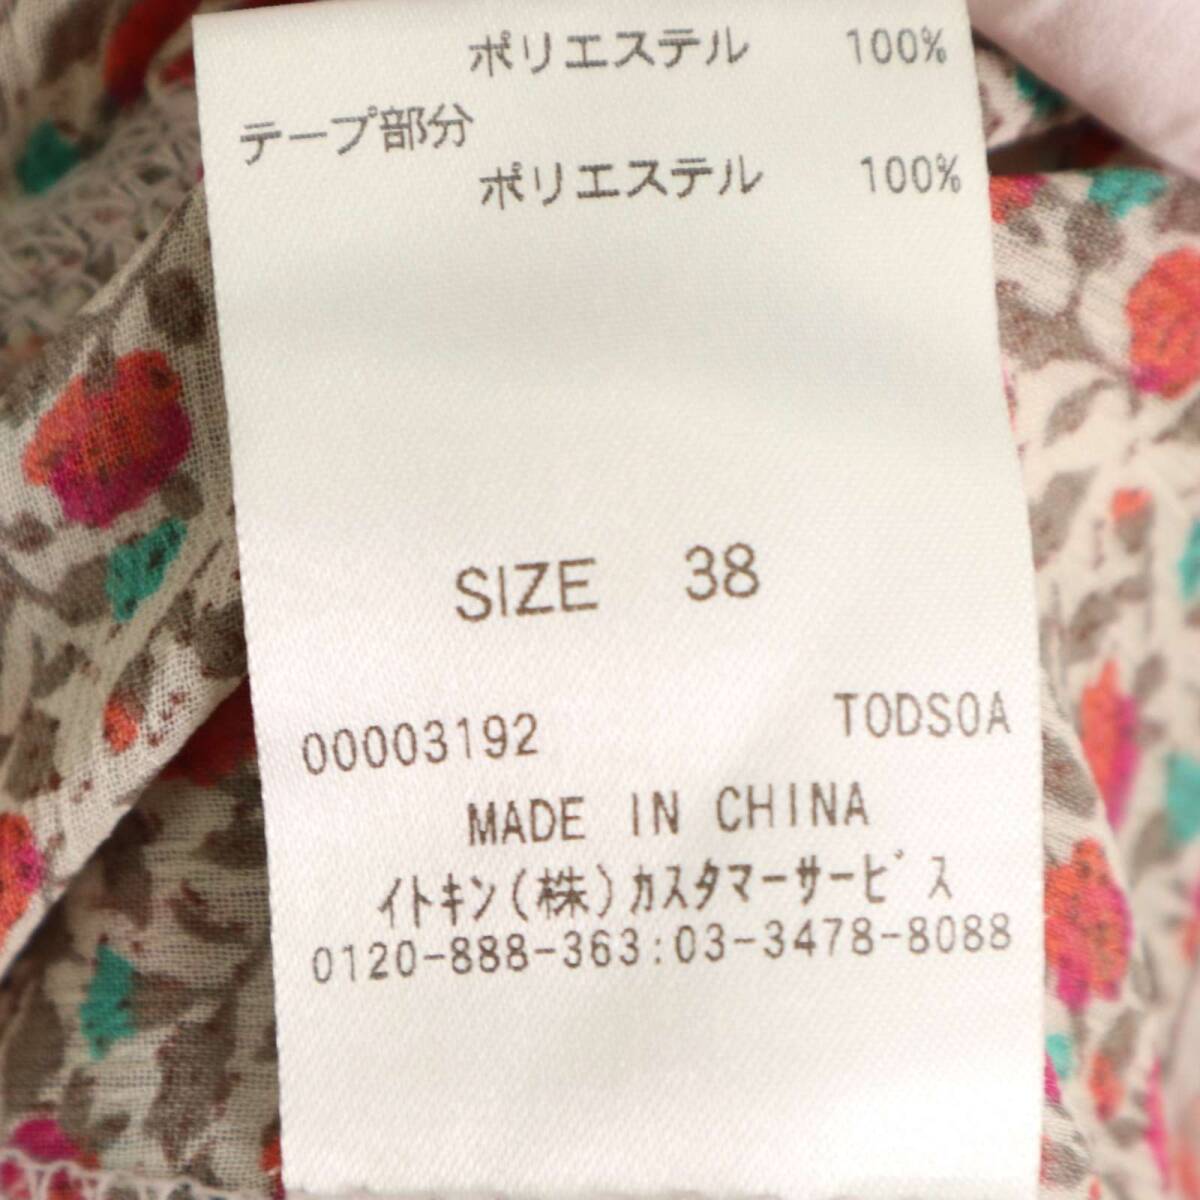 ポリエステル 100%
テープ部分
ポリエステル 100%
SIZE 38
00003192 TODS0A
MADE IN CHINA
イトキン(株)カスタマーサービス
0120-888-363:03-3478-8088